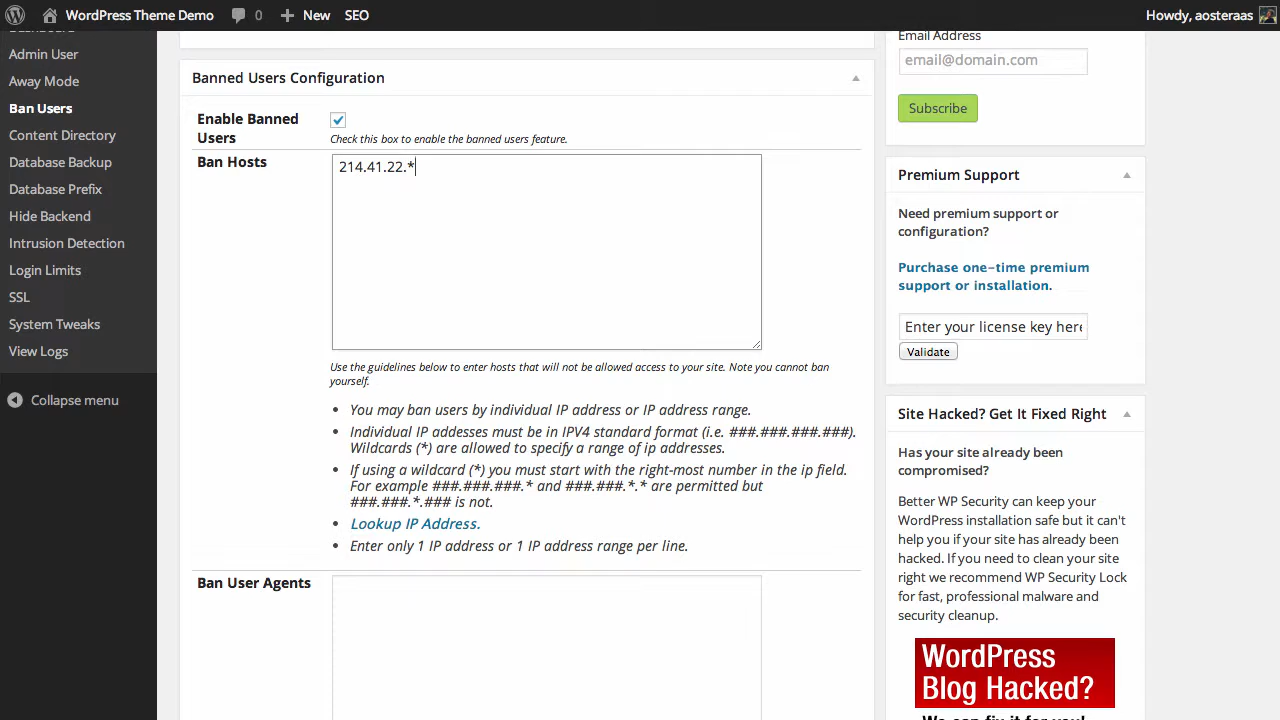 WordPress Theme Demo
0
New
SEO
Howdy, aosteraas
Admin User
Away Mode
Ban Users
Content Directory
Database Backup
Database Prefix
Hide Backend
Intrusion Detection
Login Limits
SSL
System Tweaks
View Logs
Collapse menu
Banned Users Configuration
Enable Banned
Users
Check this box to enable the banned users feature.
Ban Hosts
214.41.22.*
Use the guidelines below to enter hosts that will not be allowed access to your site. Note you cannot ban
yourself.
You may ban users by individual IP address or IP address range.
Individual IP addesses must be in IPV4 standard format (i.e. ###.###.###.###).
Wildcards (*) are allowed to specify a range of ip addresses.
If using a wildcard (*) you must start with the right-most number in the ip field.
For example ###.###.###.* and ###.###.*.* are permitted but
###.###.*.### is not.
Lookup IP Address.
Enter only 1 IP address or 1 IP address range per line.
Ban User Agents
Email Address
email@domain.com
Subscribe
Premium Support
Need premium support or
configuration?
Purchase one-time premium
support or installation.
Enter your license key here
Validate
Site Hacked? Get It Fixed Right
Has your site already been
compromised?
Better WP Security can keep your
WordPress installation safe but it can't
help you if your site has already been
hacked. If you need to clean your site
right we recommend WP Security Lock
for fast, professional malware and
security cleanup.
WordPress
Blog Hacked?
We can fix it for you!